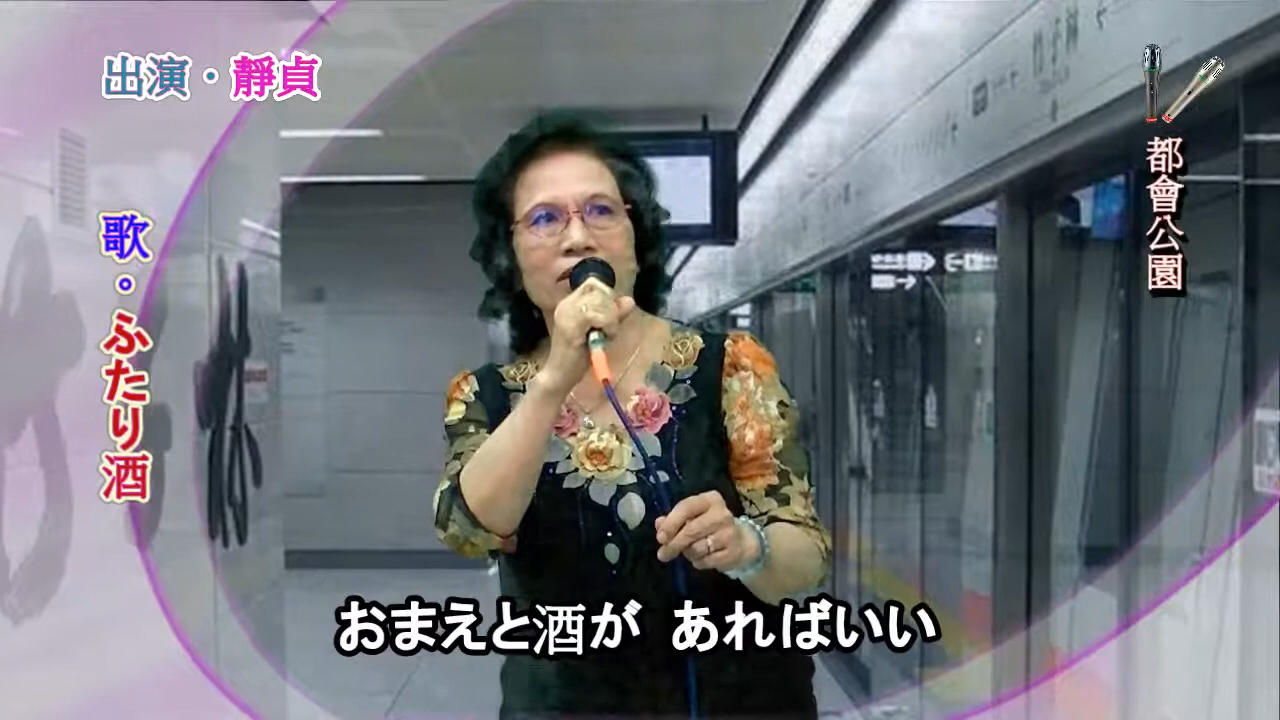 出演・靜貞
都會公園
歌・ふたり酒
おまえと酒が あればいい